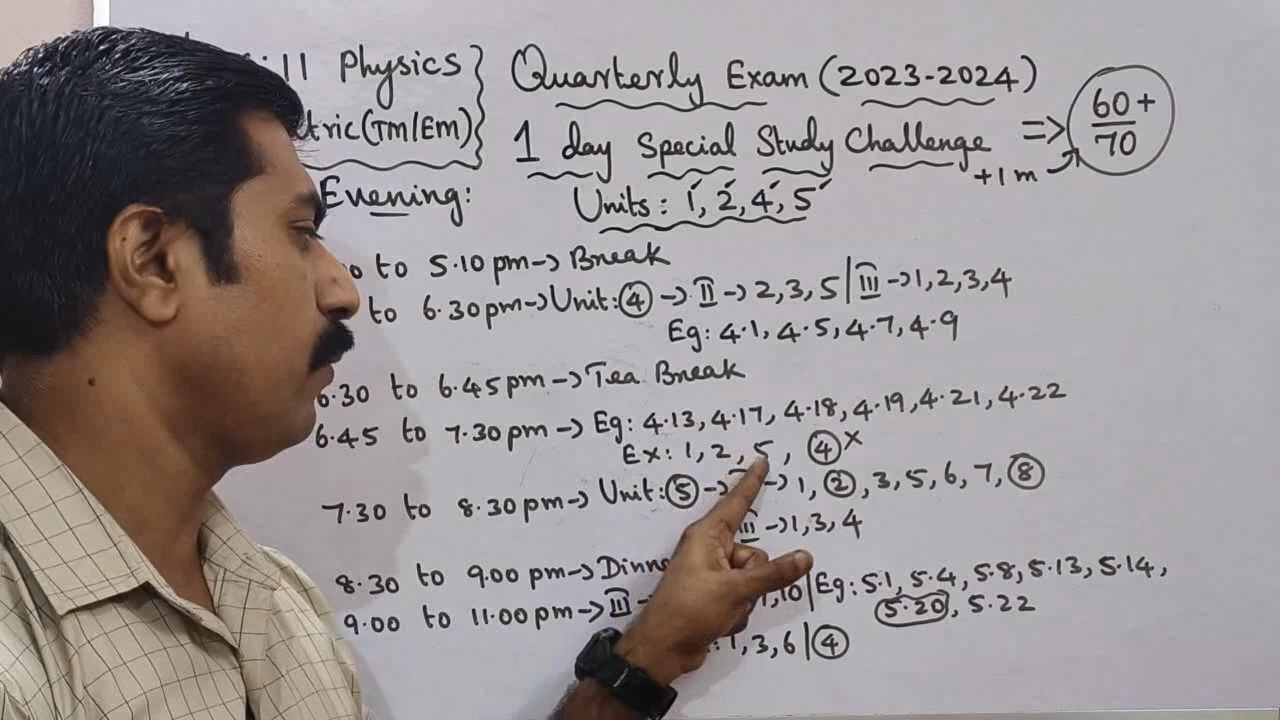 11 Physics}
(TM/EM)}
Quarterly Exam (2023-2024)
1 day Special Study Challenge => 60+/70
+1 m
Evening:
Units: 1, 2, 4, 5
to 5.10 pm → Break
to 6.30 pm → Unit: 4 → II → 2, 3, 5 | III → 1, 2, 3, 4
Eg: 4.1, 4.5, 4.7, 4.9
6.30 to 6.45 pm → Tea Break
6.45 to 7.30 pm → Eg: 4.13, 4.17, 4.18, 4.19, 4.21, 4.22
Ex: 1, 2, 5, 4 x
7.30 to 8.30 pm → Unit: 5 → → 1, 2, 3, 5, 6, 7, 8
III → 1, 3, 4
8.30 to 9.00 pm →
9.00 to 11.00 pm → III → 10 | Eg: 5.1, 5.4, 5.8, 5.13, 5.14,
5.20, 5.22
1, 3, 6 | 4